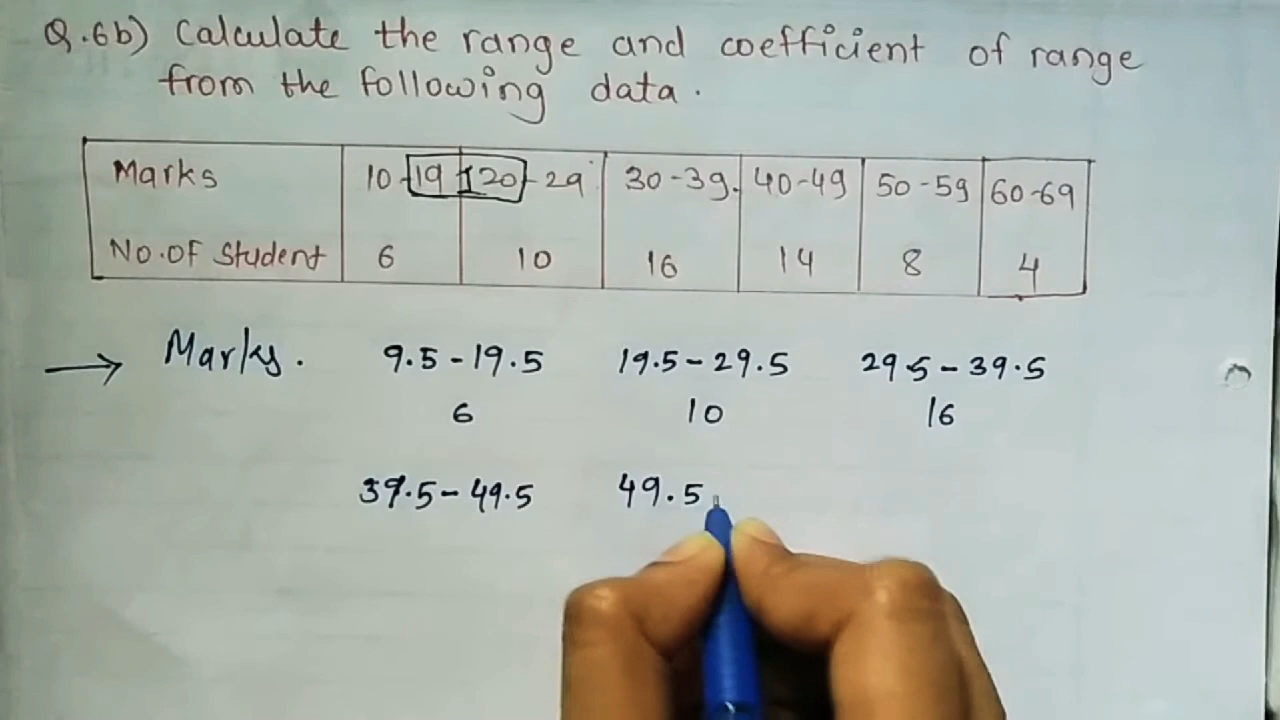 Q.6b) Calculate the range and coefficient of range
from the following data.
Marks 10-19 20-29 30-39 40-49 50-59 60-69
No.Of Student 6 10 16 14 8 4
Marks. 9.5-19.5 19.5-29.5 29.5-39.5
6 10 16
39.5-49.5 49.5